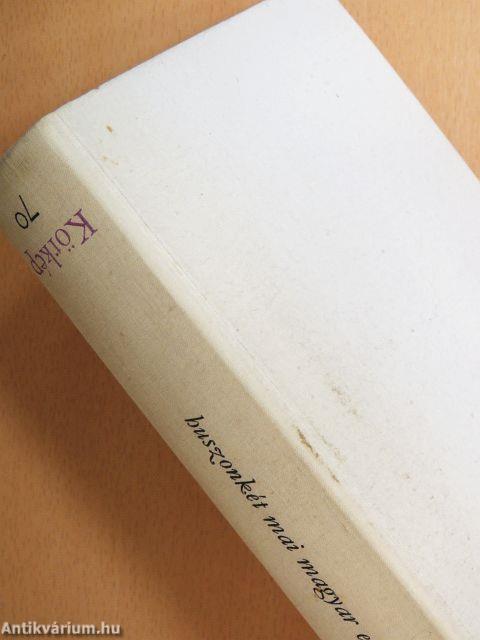 Körkép
70
huszonkét mai magyar e
Antikvárium.hu